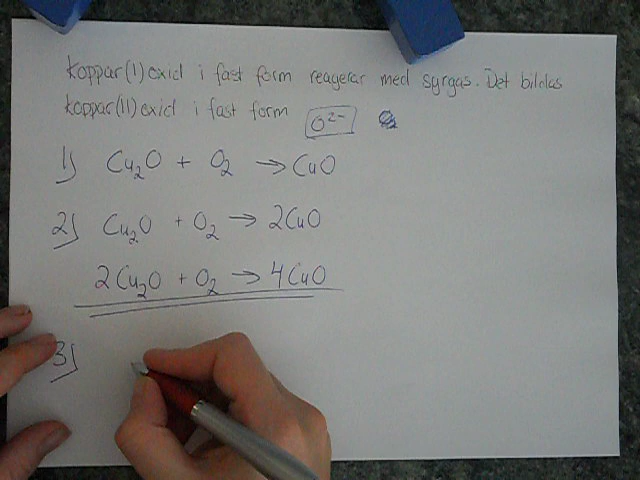 Koppar(I)oxid i fast form reagerar med syrgas. Det bildas
koppar(II)oxid i fast form O²⁻
1) Cu₂O + O₂ → CuO
2) Cu₂O + O₂ → 2CuO
2Cu₂O + O₂ → 4CuO
3)